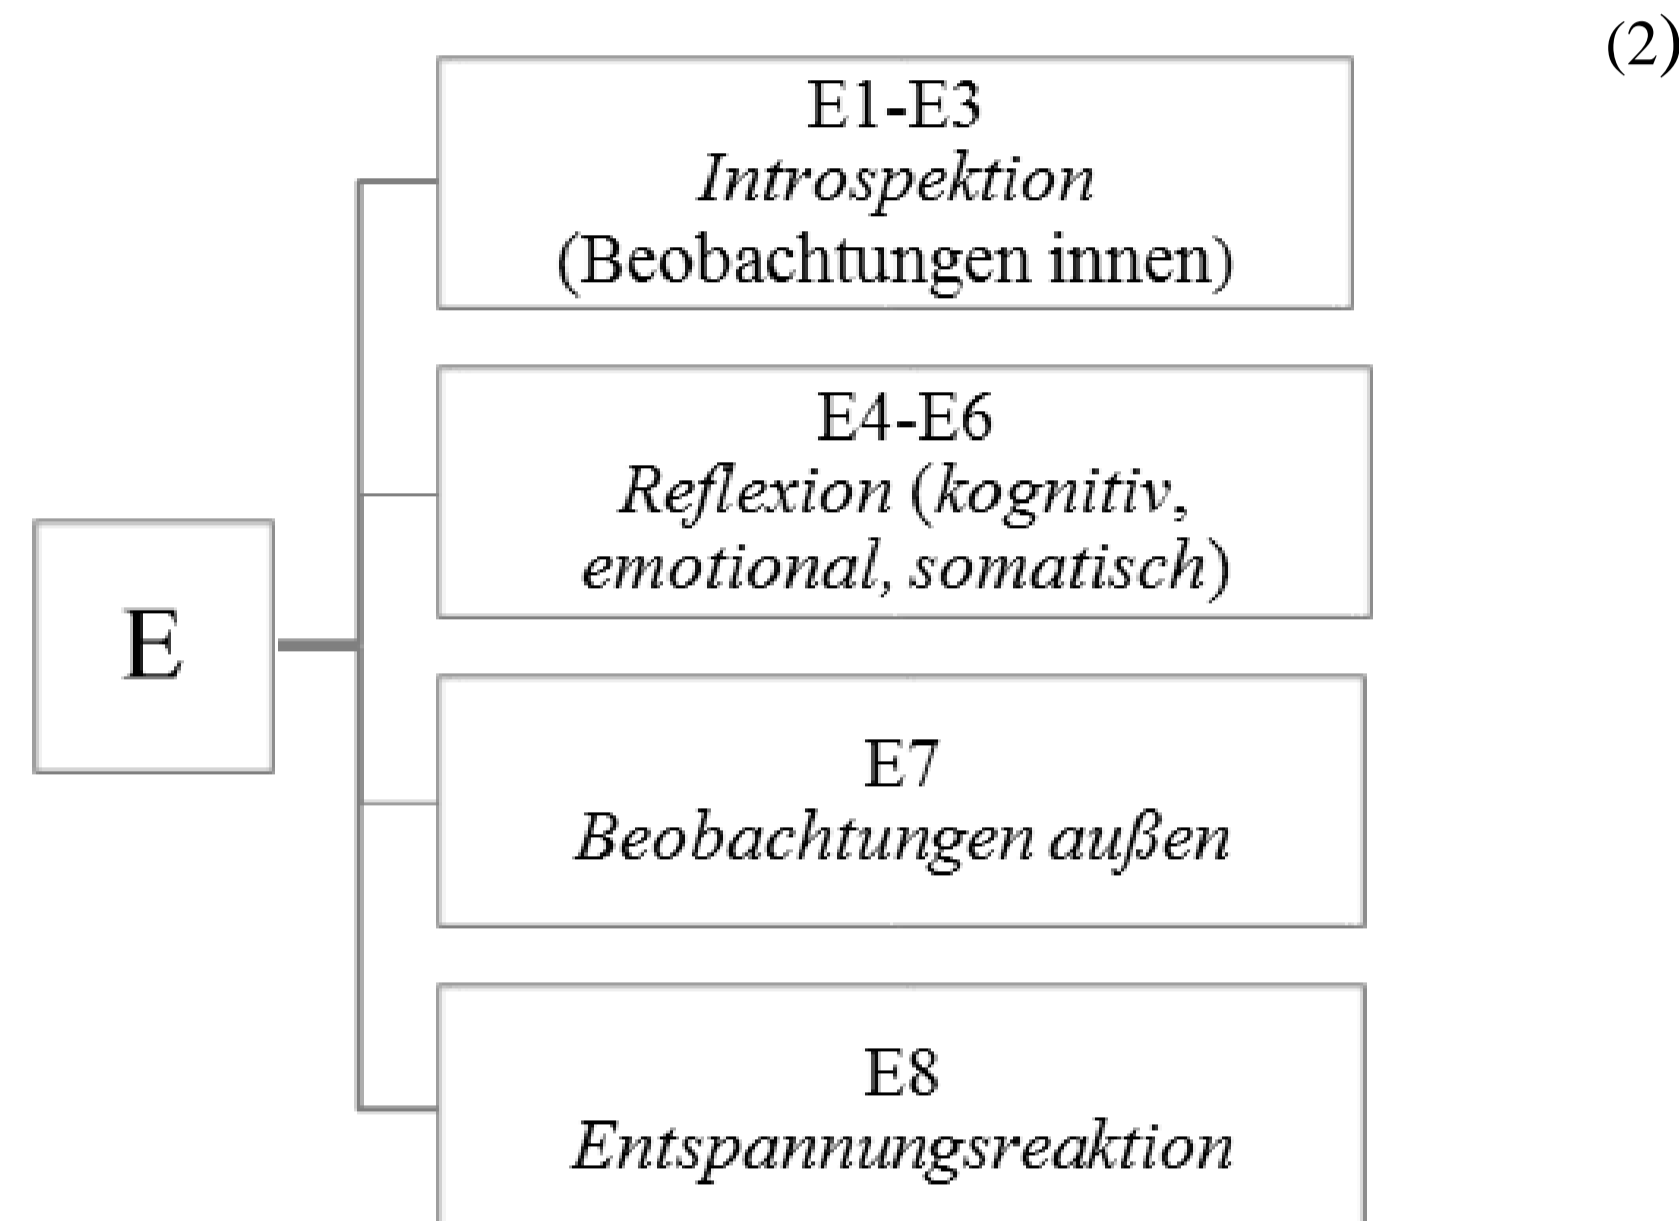 (2)
E1-E3
Introspektion
(Beobachtungen innen)
E4-E6
Reflexion (kognitiv,
emotional, somatisch)
E
E7
Beobachtungen außen
E8
Entspannungsreaktion